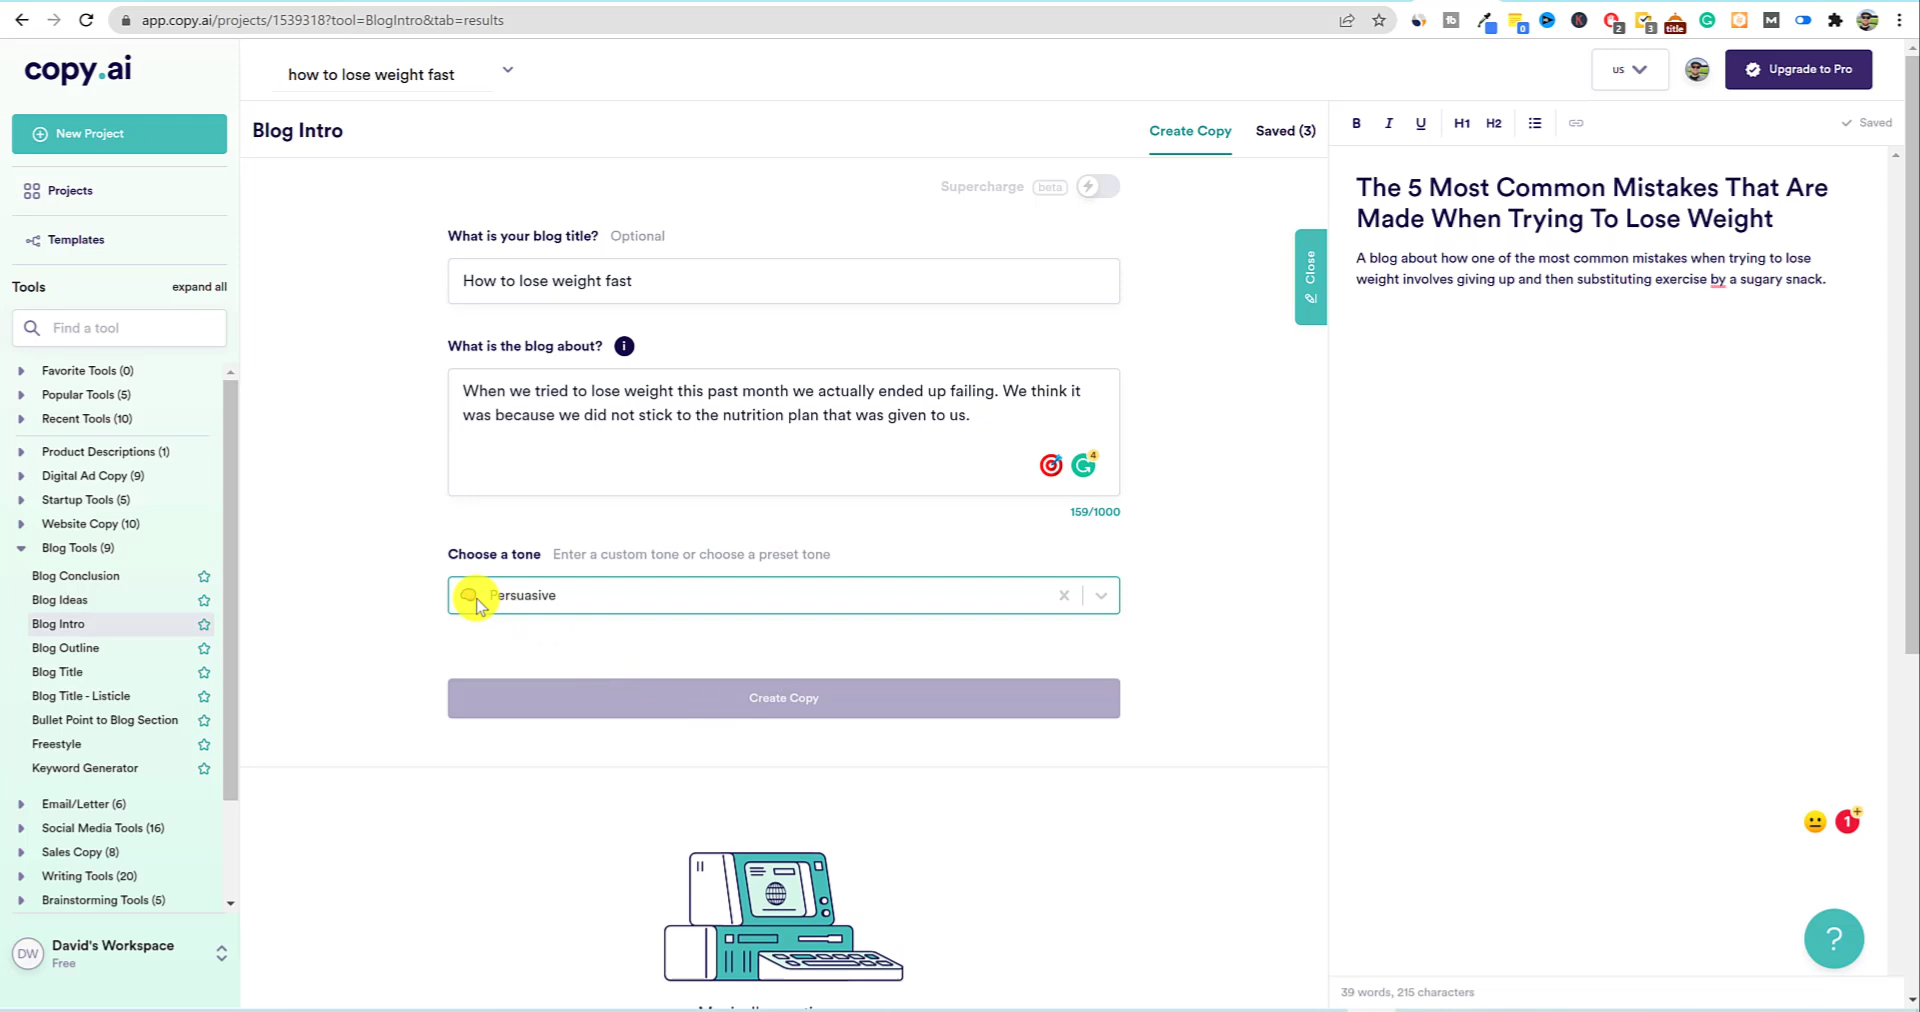 app.copy.ai/projects/1539318?tool=BlogIntro&tab=results
0
2
3
title
copy.ai
how to lose weight fast
us
Upgrade to Pro
New Project
Projects
Templates
Tools
expand all
Find a tool
Favorite Tools (0)
Popular Tools (5)
Recent Tools (10)
Product Descriptions (1)
Digital Ad Copy (9)
Startup Tools (5)
Website Copy (10)
Blog Tools (9)
Blog Conclusion
Blog Ideas
Blog Intro
Blog Outline
Blog Title
Blog Title - Listicle
Bullet Point to Blog Section
Freestyle
Keyword Generator
Email/Letter (6)
Social Media Tools (16)
Sales Copy (8)
Writing Tools (20)
Brainstorming Tools (5)
DW
David's Workspace
Free
Blog Intro
Create Copy
Saved (3)
Supercharge beta
What is your blog title? Optional
How to lose weight fast
What is the blog about? i
When we tried to lose weight this past month we actually ended up failing. We think it
was because we did not stick to the nutrition plan that was given to us.
4
159/1000
Choose a tone Enter a custom tone or choose a preset tone
Persuasive
Create Copy
Close
B I U H1 H2
Saved
The 5 Most Common Mistakes That Are
Made When Trying To Lose Weight
A blog about how one of the most common mistakes when trying to lose
weight involves giving up and then substituting exercise by a sugary snack.
1
?
39 words, 215 characters